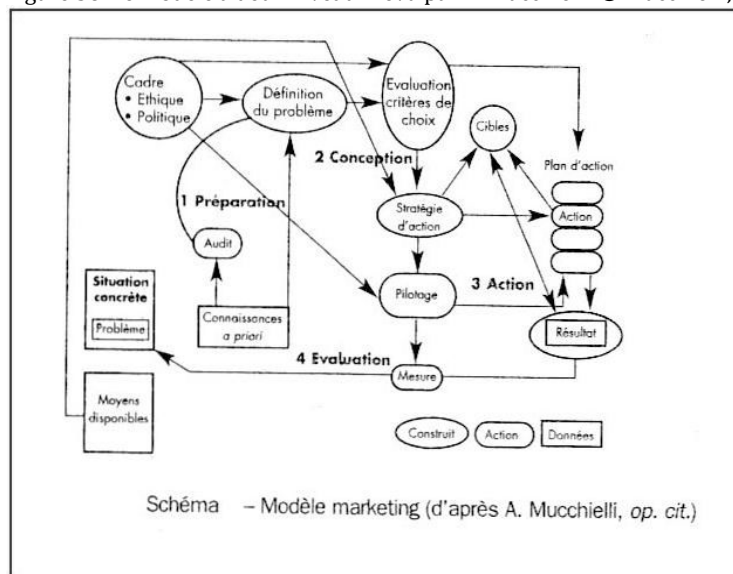 Cadre
• Ethique
• Politique
Définition
du problème
Evaluation
critères de
choix
Cibles
2 Conception
Plan d'action
1 Préparation
Stratégie
d'action
Action
Audit
Situation
concrète
Problème
Connaissances
a priori
Pilotage
3 Action
Résultat
4 Evaluation
Mesure
Moyens
disponibles
Construit
Action
Données
Schéma – Modèle marketing (d'après A. Mucchielli, op. cit.)